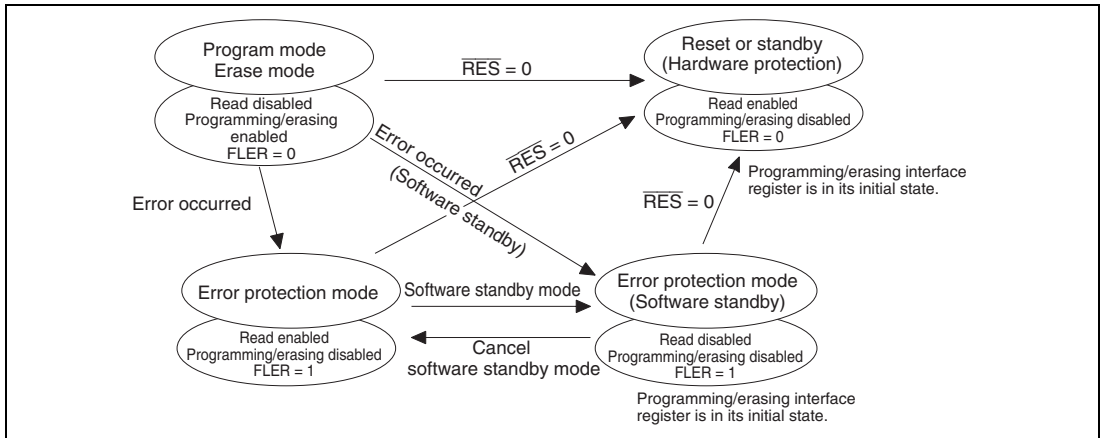 Program mode
Erase mode
Read disabled
Programming/erasing
enabled
FLER = 0
RES = 0
Reset or standby
(Hardware protection)
Read enabled
Programming/erasing disabled
FLER = 0
Programming/erasing interface
register is in its initial state.
Error occurred
Error occurred
(Software standby)
RES = 0
RES = 0
Error protection mode
Read enabled
Programming/erasing disabled
FLER = 1
Software standby mode
Cancel
software standby mode
Error protection mode
(Software standby)
Read disabled
Programming/erasing disabled
FLER = 1
Programming/erasing interface
register is in its initial state.